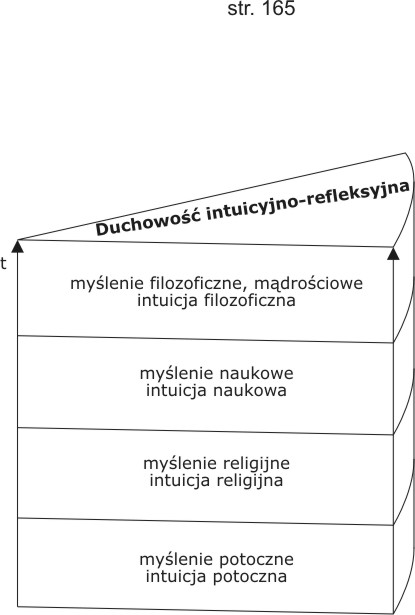 str. 165
Duchowość intuicyjno-refleksyjna
t
myślenie filozoficzne, mądrościowe
intuicja filozoficzna
myślenie naukowe
intuicja naukowa
myślenie religijne
intuicja religijna
myślenie potoczne
intuicja potoczna